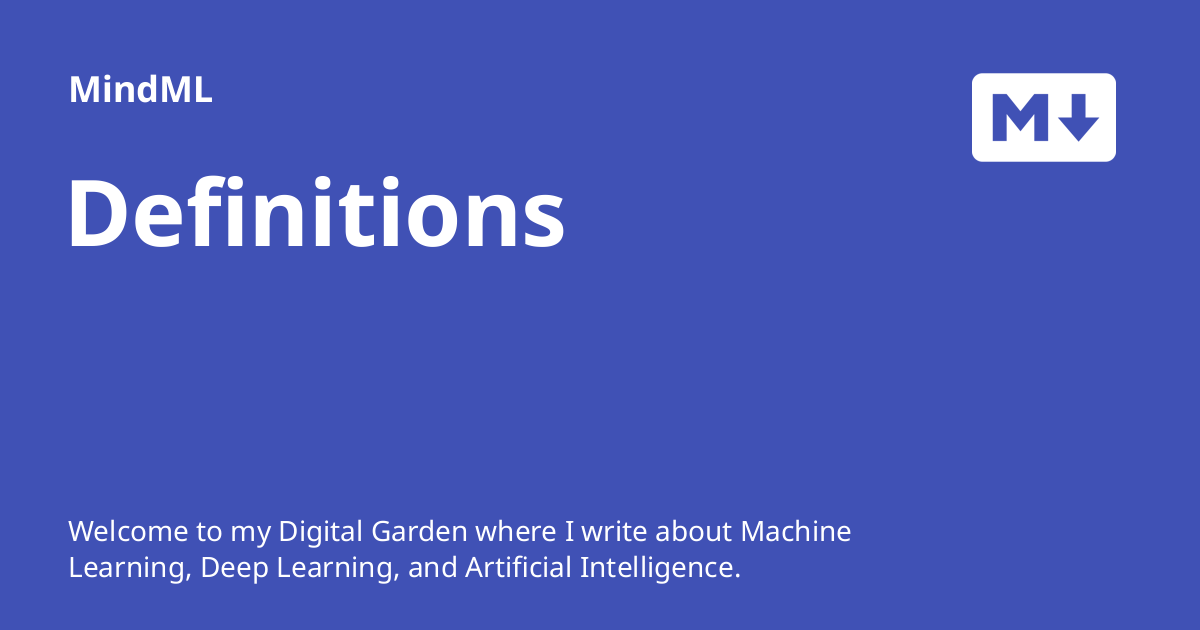 MindML
M
Definitions
Welcome to my Digital Garden where I write about Machine
Learning, Deep Learning, and Artificial Intelligence.